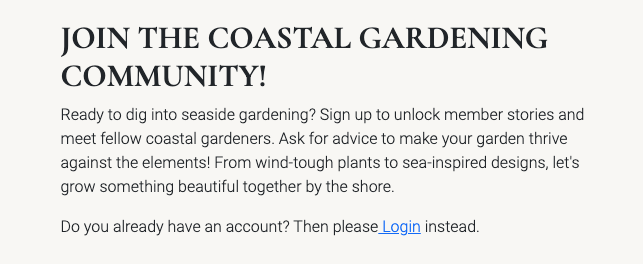 JOIN THE COASTAL GARDENING
COMMUNITY!
Ready to dig into seaside gardening? Sign up to unlock member stories and
meet fellow coastal gardeners. Ask for advice to make your garden thrive
against the elements! From wind-tough plants to sea-inspired designs, let's
grow something beautiful together by the shore.
Do you already have an account? Then please Login instead.